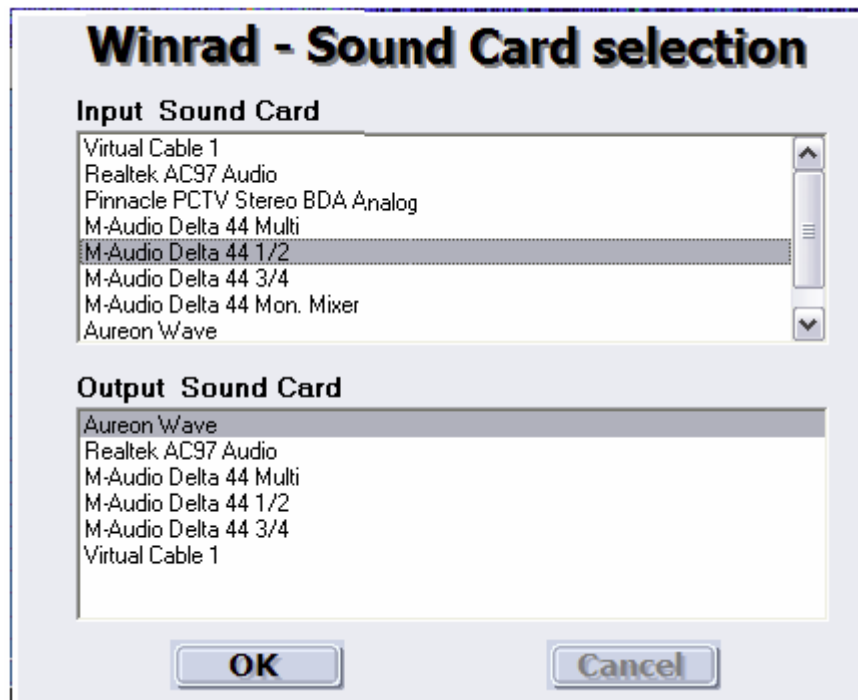 Winrad - Sound Card selection
Input Sound Card
Virtual Cable 1
Realtek AC97 Audio
Pinnacle PCTV Stereo BDA Analog
M-Audio Delta 44 Multi
M-Audio Delta 44 1/2
M-Audio Delta 44 3/4
M-Audio Delta 44 Mon. Mixer
Aureon Wave
Output Sound Card
Aureon Wave
Realtek AC97 Audio
M-Audio Delta 44 Multi
M-Audio Delta 44 1/2
M-Audio Delta 44 3/4
Virtual Cable 1
OK Cancel